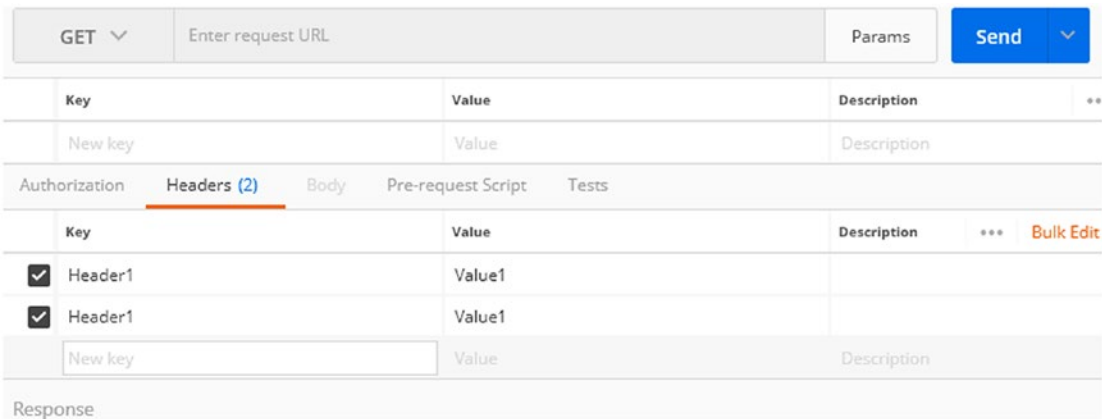 GET Enter request URL Params Send
Key Value Description
New key Value Description
Authorization Headers (2) Body Pre-request Script Tests
Key Value Description Bulk Edit
Header1 Value1
Header1 Value1
New key Value Description
Response